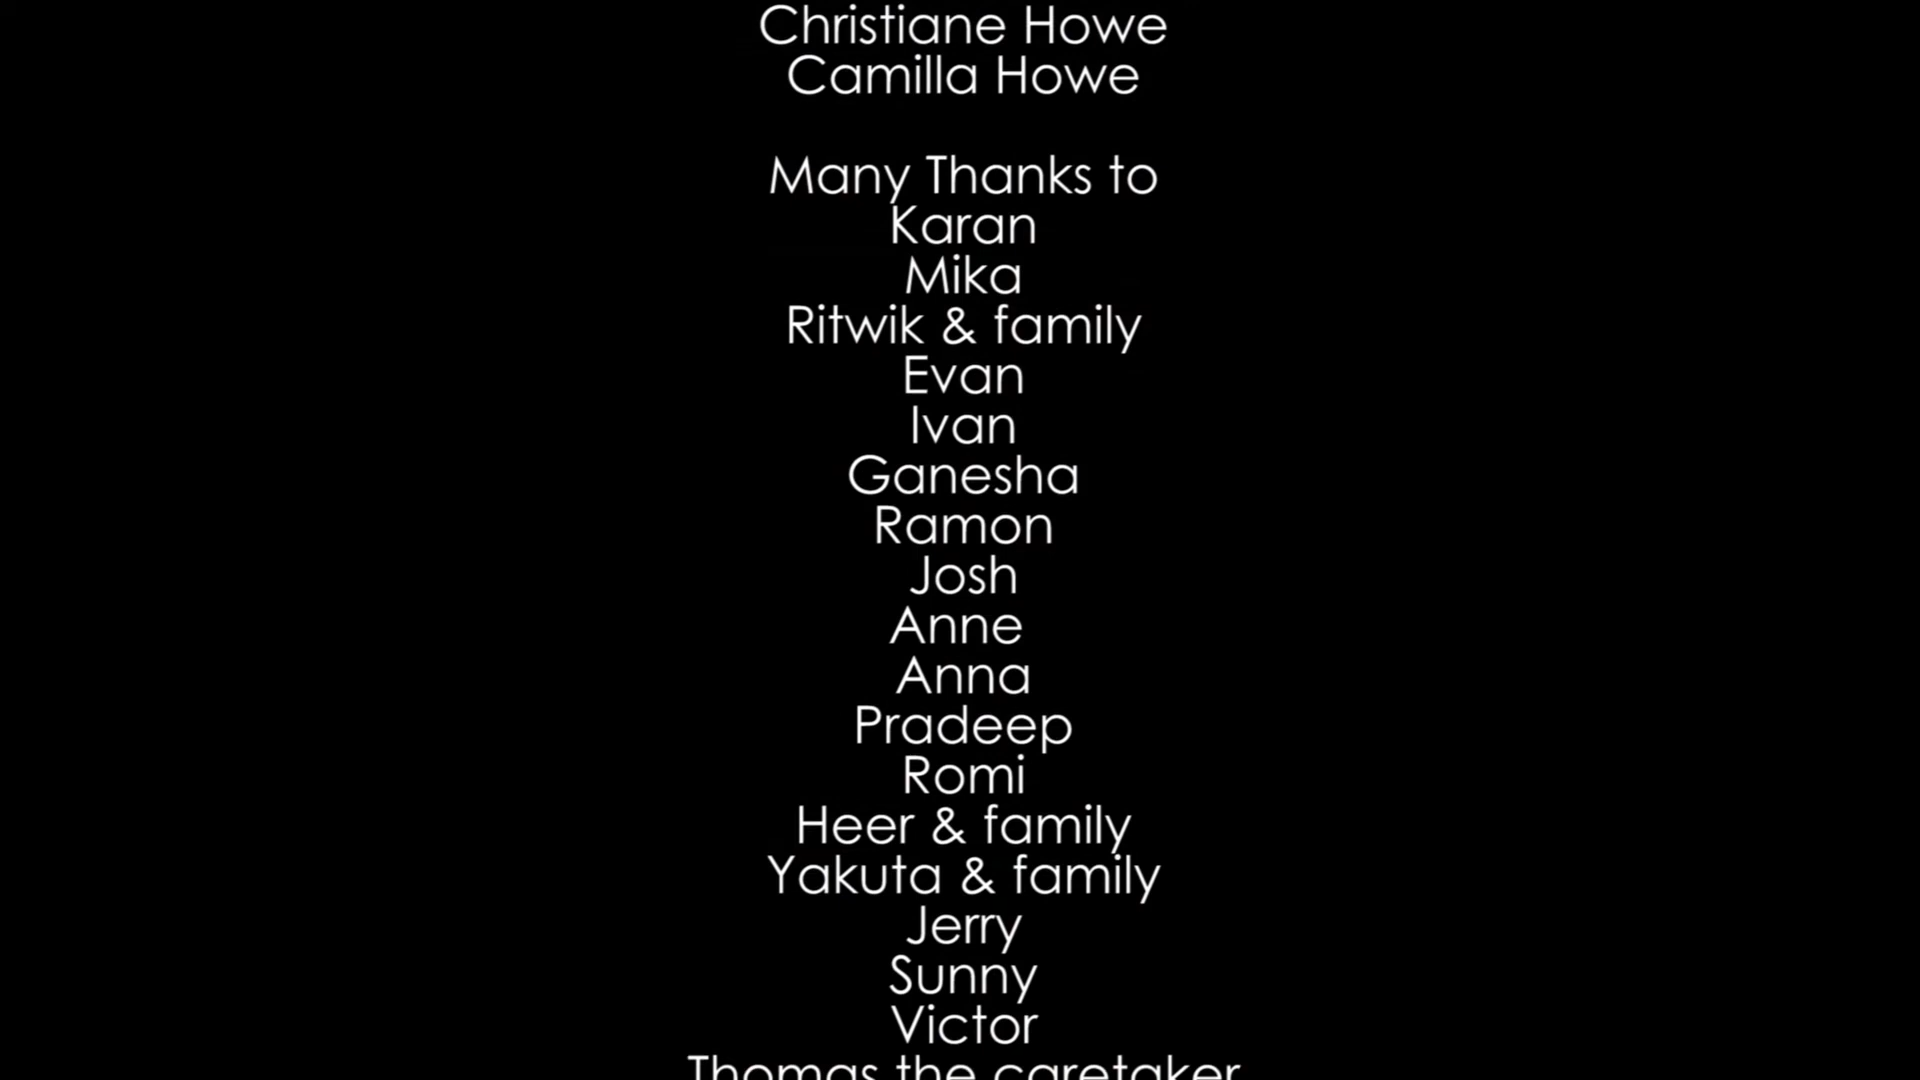 Christiane Howe
Camilla Howe
Many Thanks to
Karan
Mika
Ritwik & family
Evan
Ivan
Ganesha
Ramon
Josh
Anne
Anna
Pradeep
Romi
Heer & family
Yakuta & family
Jerry
Sunny
Victor
Thomas the caretaker